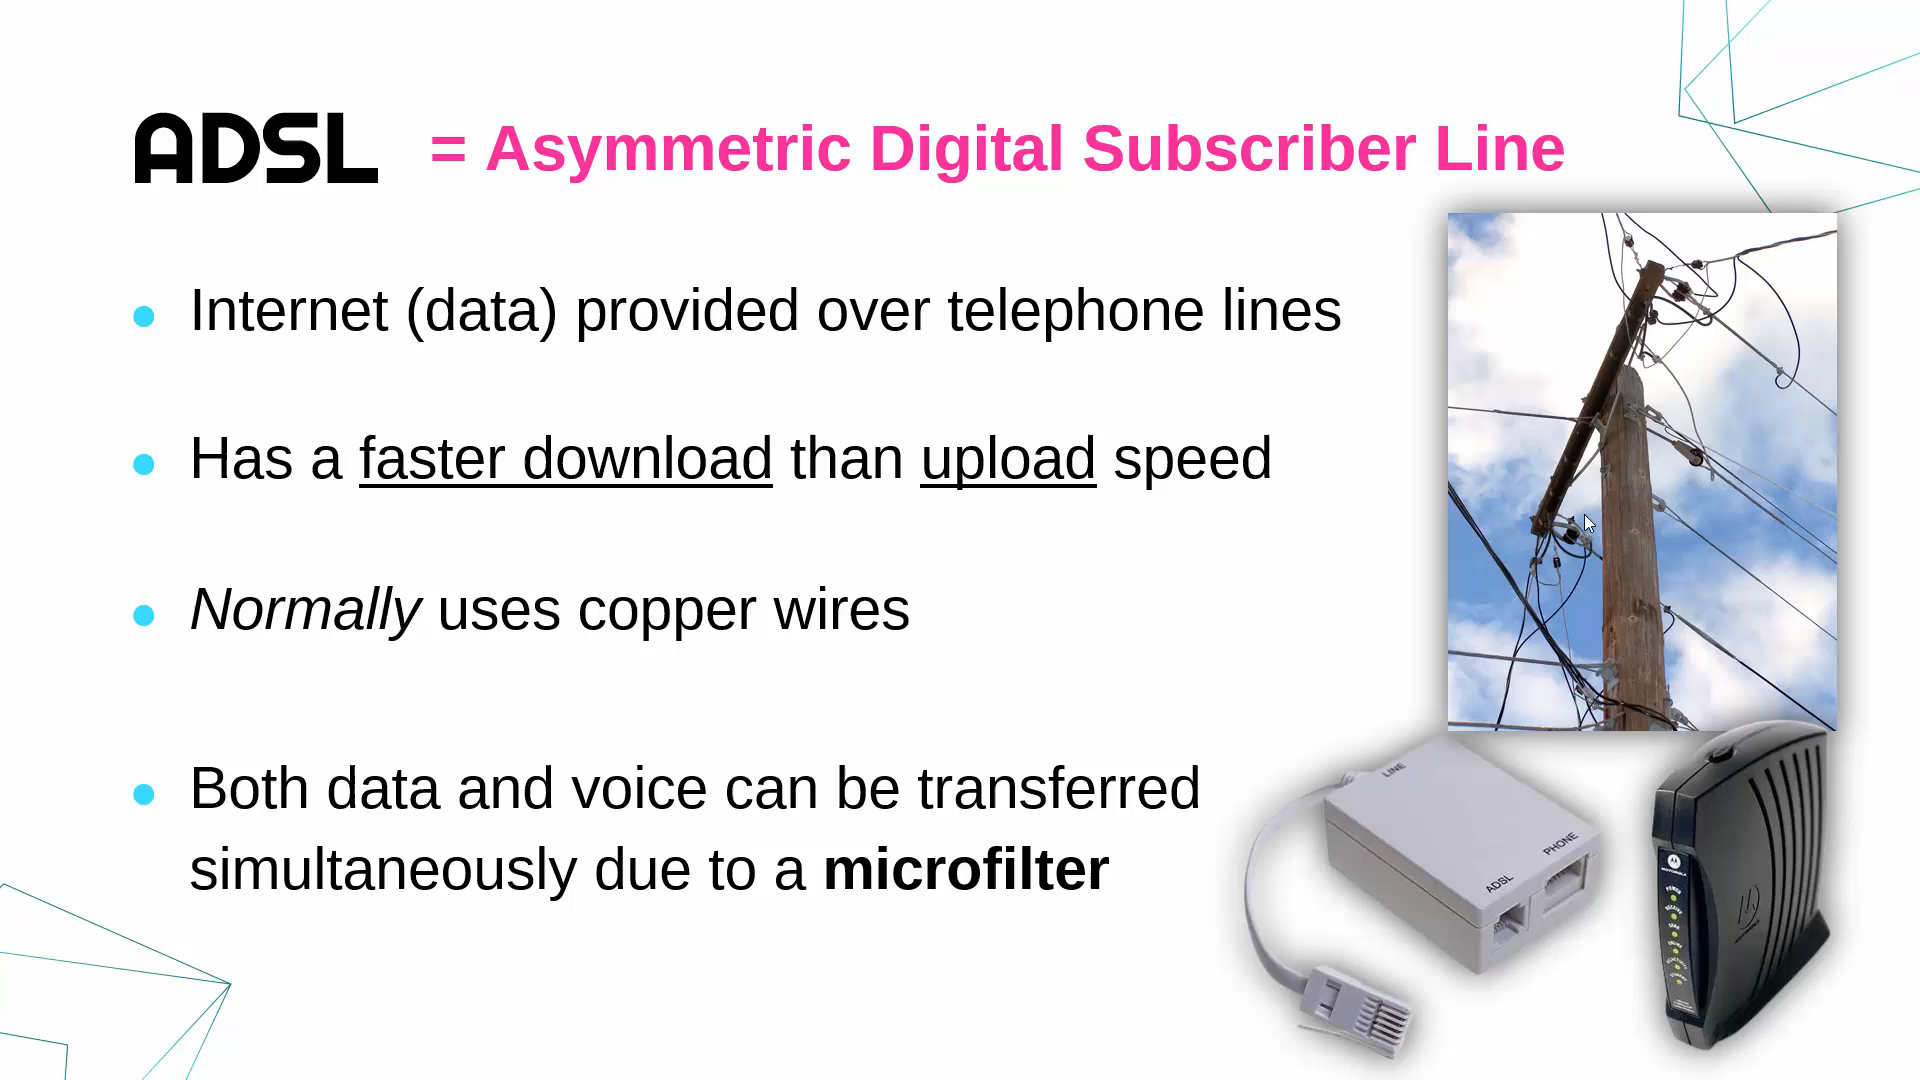 ADSL = Asymmetric Digital Subscriber Line
Internet (data) provided over telephone lines
Has a faster download than upload speed
Normally uses copper wires
Both data and voice can be transferred
simultaneously due to a microfilter
LINE
PHONE
ADSL
POWER